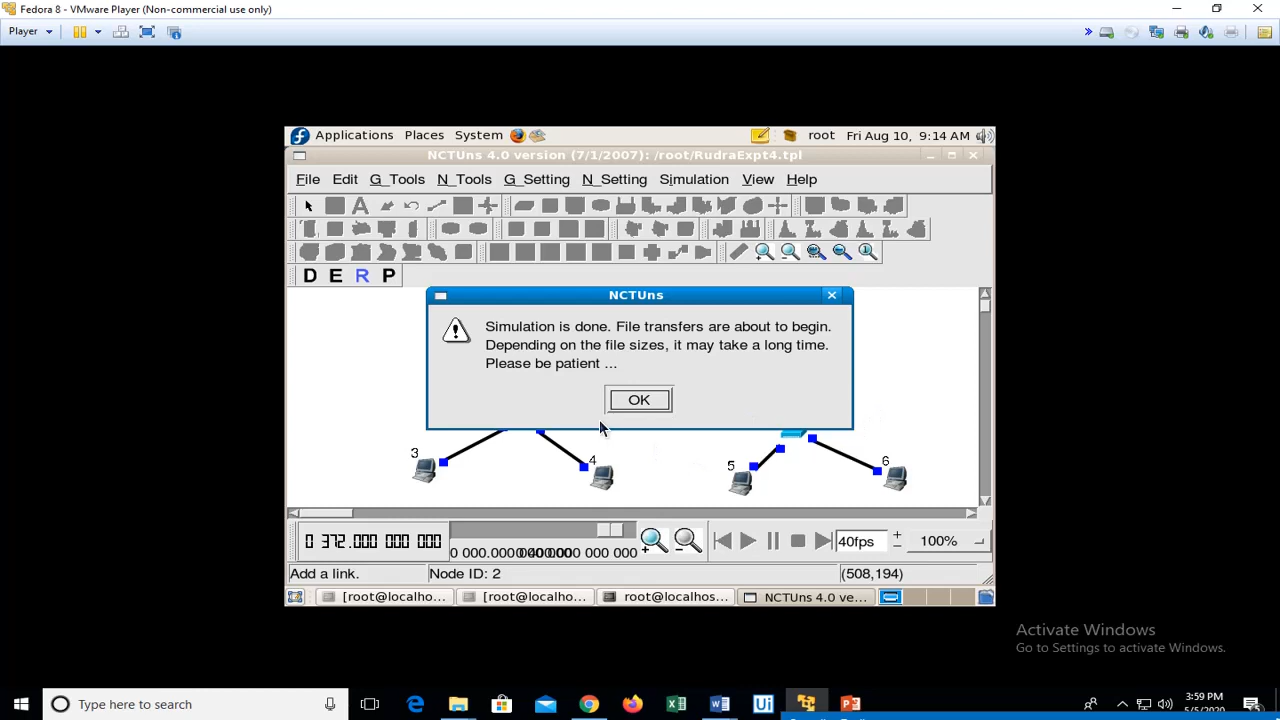 Fedora 8 - VMware Player (Non-commercial use only)
Player
Applications Places System root Fri Aug 10, 9:14 AM
NCTUns 4.0 version (7/1/2007): /root/RudraExpt4.tpl
File Edit G_Tools N_Tools G_Setting N_Setting Simulation View Help
D E R P
NCTUns
Simulation is done. File transfers are about to begin.
Depending on the file sizes, it may take a long time.
Please be patient ...
OK
3 4 5 6
0 372.000 000 000
40fps
100%
Add a link. Node ID: 2 (508,194)
[root@localho... [root@localho... root@localhos... NCTUns 4.0 ve...
Activate Windows
Go to Settings to activate Windows.
Type here to search
3:59 PM
5/5/2020